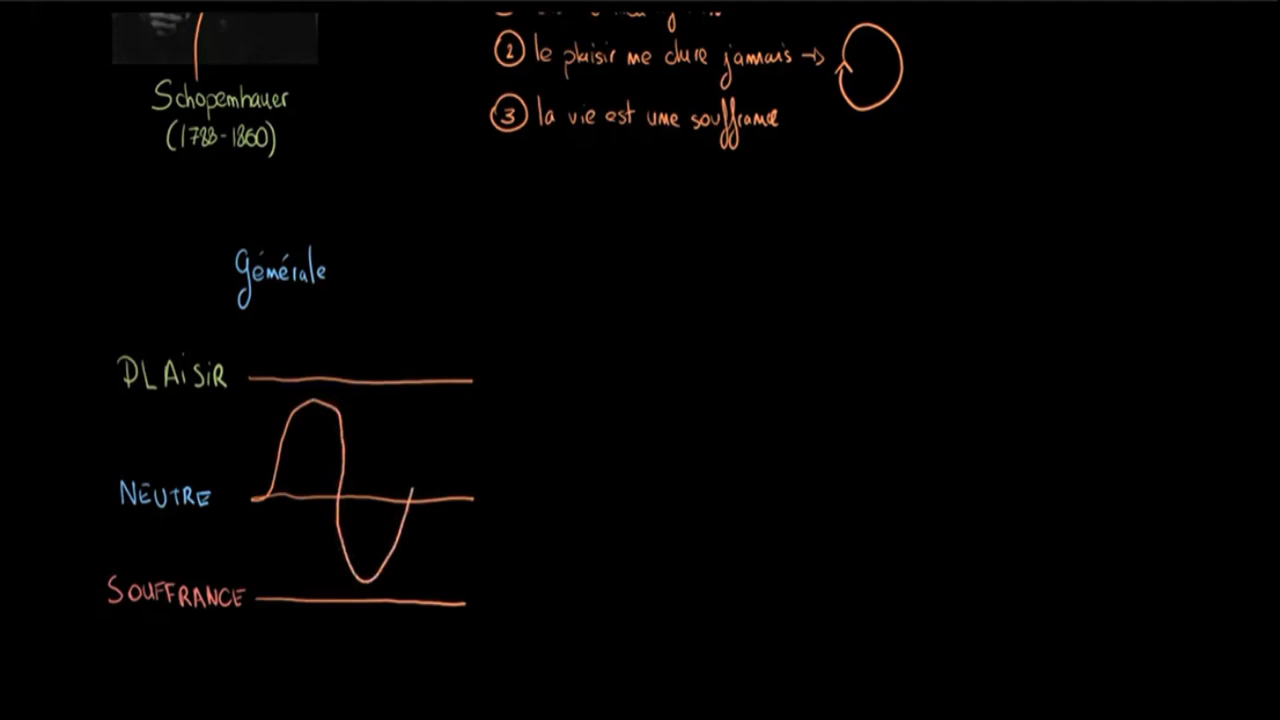 ② le plaisir ne dure jamais →
③ la vie est une souffrance
Schopenhauer
(1788-1860)
générale
PLAiSiR
NEUTRE
SOUFFRANCE